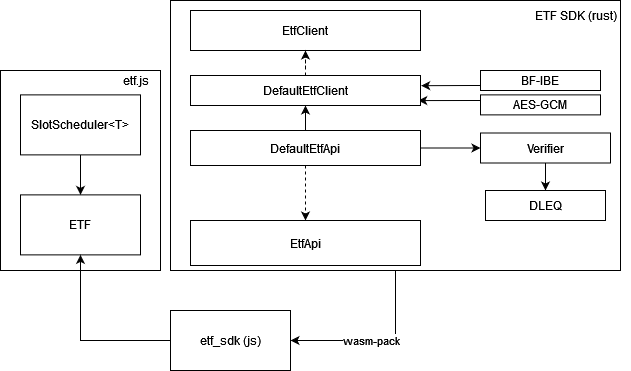 ETF SDK (rust)
EtfClient
etf.js
DefaultEtfClient
BF-IBE
AES-GCM
SlotScheduler<T>
DefaultEtfApi
Verifier
DLEQ
ETF
EtfApi
etf_sdk (js)
wasm-pack